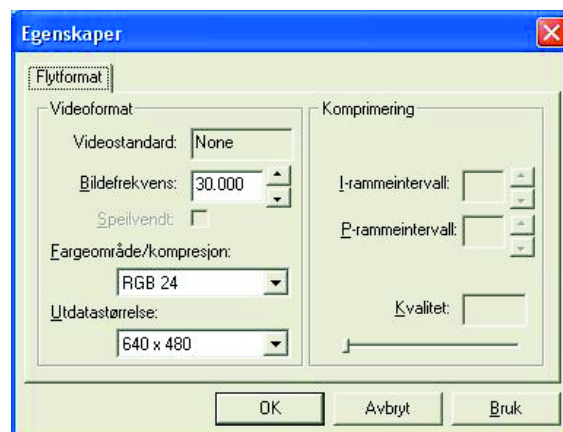 Egenskaper
Flytformat
Videoformat
Videostandard: None
Bildefrekvens: 30.000
Speilvendt:
Fargeområde/kompresjon:
RGB 24
Utdatastørrelse:
640 x 480
Komprimering
I-rammeintervall:
P-rammeintervall:
Kvalitet:
OK Avbryt Bruk